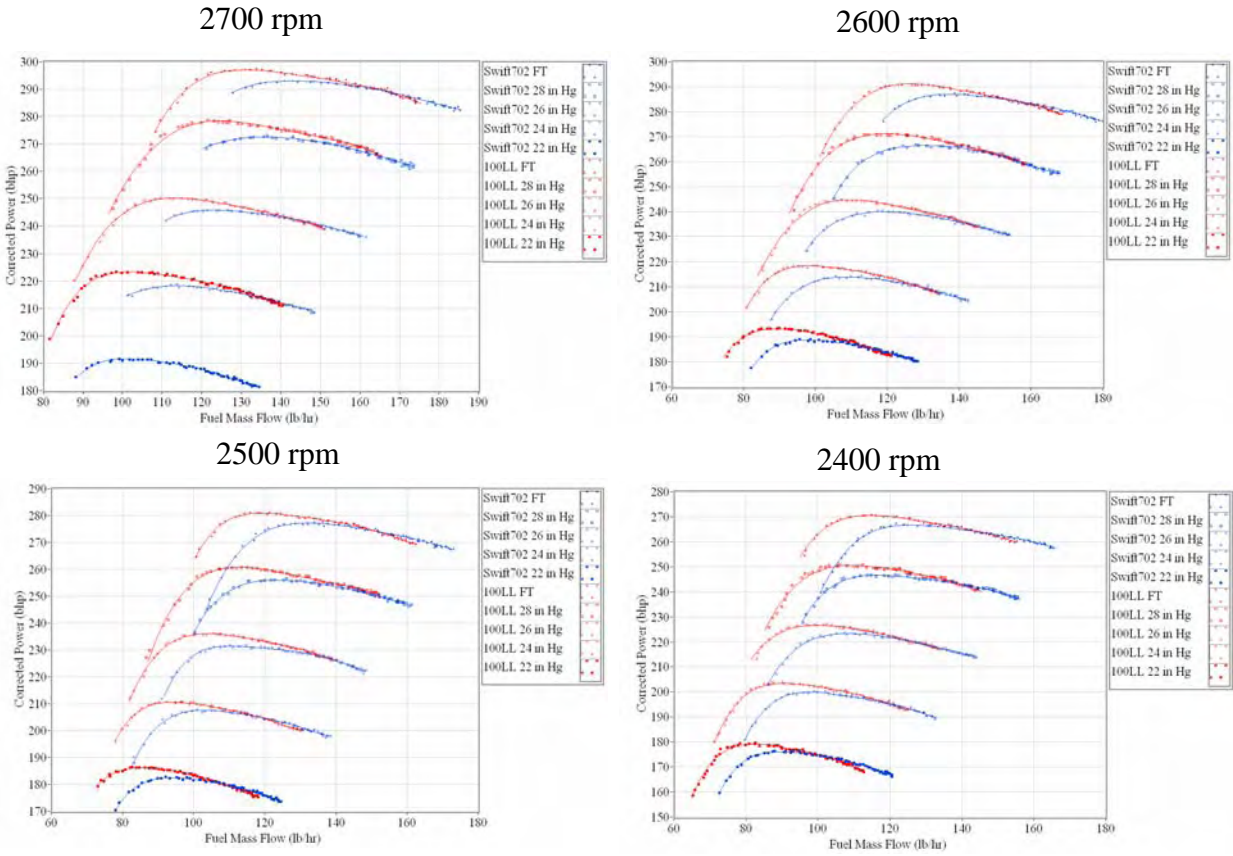 2700 rpm
300
290
280
270
260
250
240
230
220
210
200
190
180
80 90 100 110 120 130 140 150 160 170 180 190
Corrected Power (bhp)
Fuel Mass Flow (lb/hr)
Swift702 FT
Swift702 28 in Hg
Swift702 26 in Hg
Swift702 24 in Hg
Swift702 22 in Hg
100LL FT
100LL 28 in Hg
100LL 26 in Hg
100LL 24 in Hg
100LL 22 in Hg
2600 rpm
300
290
280
270
260
250
240
230
220
210
200
190
180
170
60 80 100 120 140 160 180
Corrected Power (bhp)
Fuel Mass Flow (lb/hr)
Swift702 FT
Swift702 28 in Hg
Swift702 26 in Hg
Swift702 24 in Hg
Swift702 22 in Hg
100LL FT
100LL 28 in Hg
100LL 26 in Hg
100LL 24 in Hg
100LL 22 in Hg
2500 rpm
290
280
270
260
250
240
230
220
210
200
190
180
170
60 80 100 120 140 160 180
Corrected Power (bhp)
Fuel Mass Flow (lb/hr)
Swift702 FT
Swift702 28 in Hg
Swift702 26 in Hg
Swift702 24 in Hg
Swift702 22 in Hg
100LL FT
100LL 28 in Hg
100LL 26 in Hg
100LL 24 in Hg
100LL 22 in Hg
2400 rpm
280
270
260
250
240
230
220
210
200
190
180
170
160
150
60 80 100 120 140 160 180
Corrected Power (bhp)
Fuel Mass Flow (lb/hr)
Swift702 FT
Swift702 28 in Hg
Swift702 26 in Hg
Swift702 24 in Hg
Swift702 22 in Hg
100LL FT
100LL 28 in Hg
100LL 26 in Hg
100LL 24 in Hg
100LL 22 in Hg